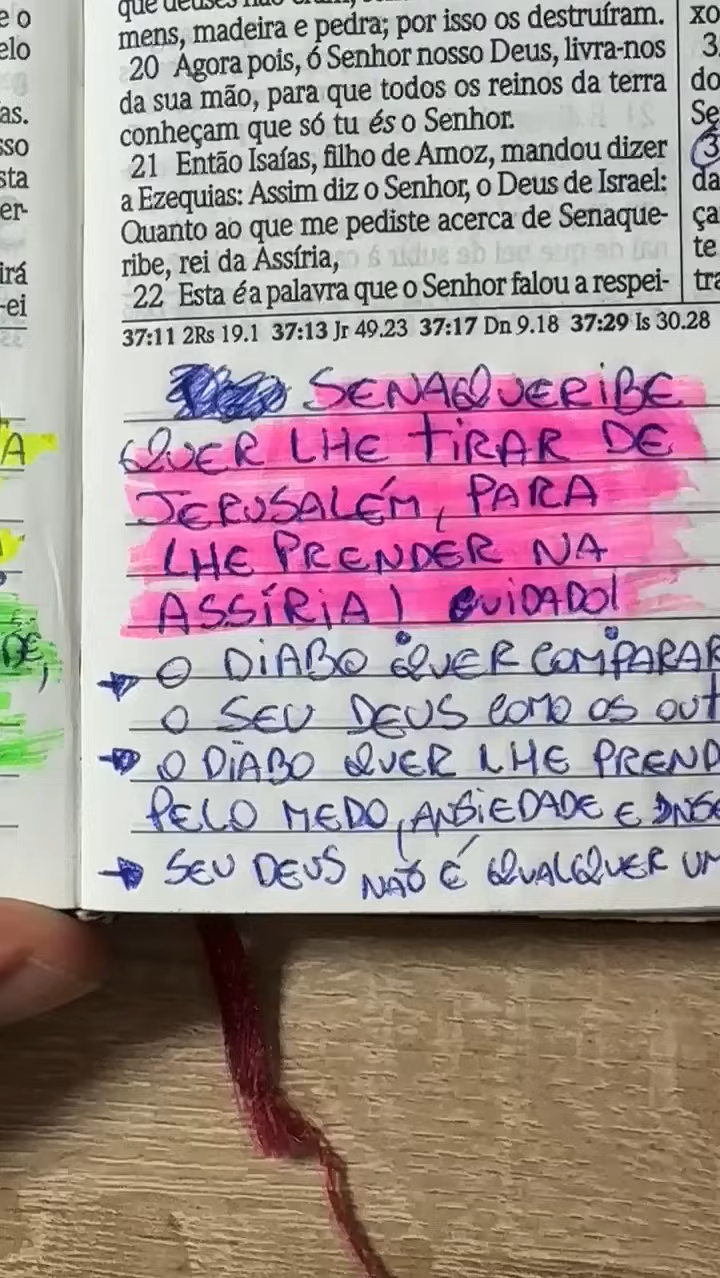 mens, madeira e pedra; por isso os destruíram.
20 Agora pois, ó Senhor nosso Deus, livra-nos
da sua mão, para que todos os reinos da terra
conheçam que só tu és o Senhor.
21 Então Isaías, filho de Amoz, mandou dizer
a Ezequias: Assim diz o Senhor, o Deus de Israel:
Quanto ao que me pediste acerca de Senaque-
ribe, rei da Assíria,
22 Esta é a palavra que o Senhor falou a respei-
37:11 2Rs 19.1 37:13 Jr 49.23 37:17 Dn 9.18 37:29 Is 30.28
SENAQUERIBE
QUER LHE TIRAR DE
JERUSALÉM, PARA
LHE PRENDER NA
ASSÍRIA! CUIDADO!
→ O DIABO QUER COMPARAR
O SEU DEUS COMO OS OUT
→ O DIABO QUER LHE PREND
PELO MEDO, ANSIEDADE E
→ SEU DEUS NÃO É QUALQUER UM